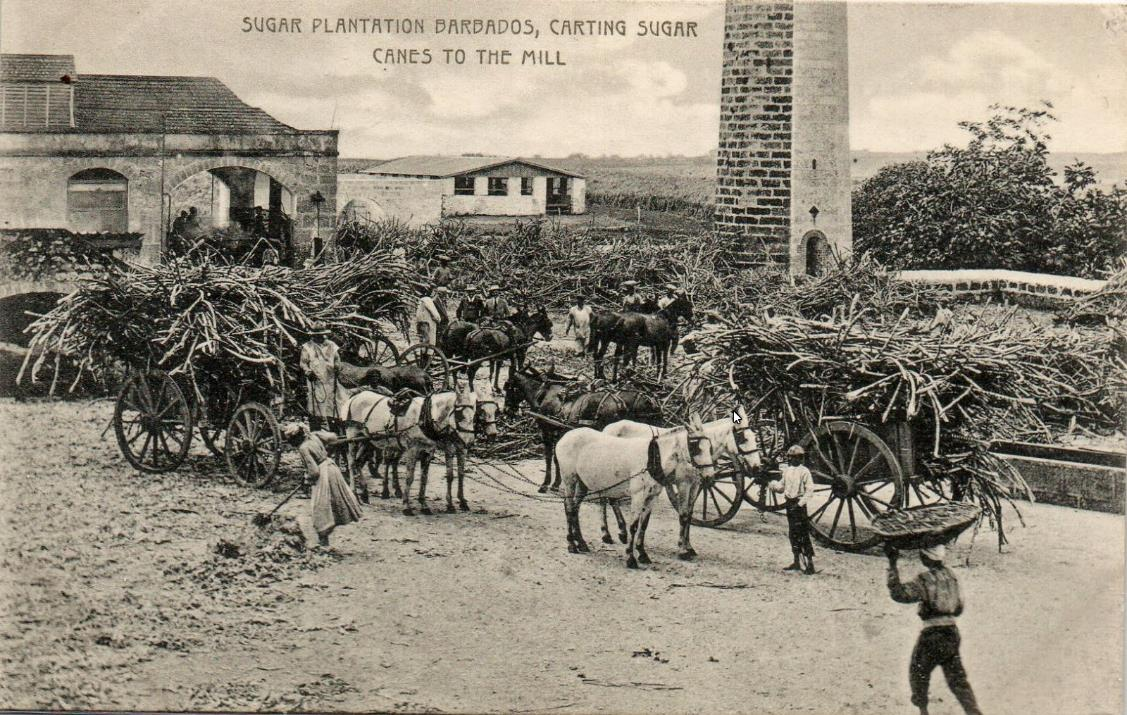 SUGAR PLANTATION BARBADOS, CARTING SUGAR
CANES TO THE MILL